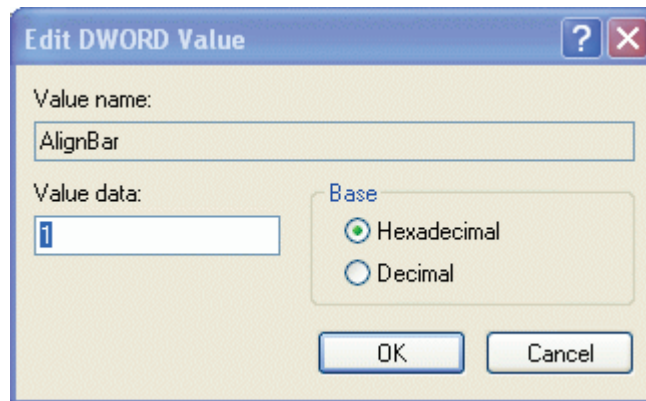 Edit DWORD Value
Value name:
AlignBar
Value data:
1
Base
Hexadecimal
Decimal
OK
Cancel